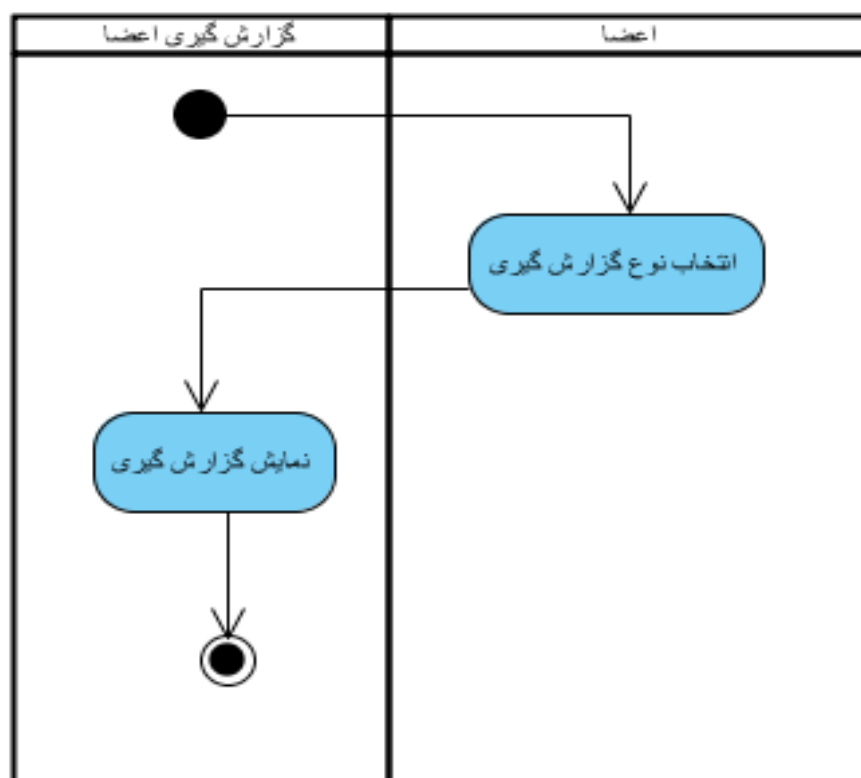 اعضا
گزارش گیری اعضا
انتخاب نوع گزارش گیری
نمایش گزارش گیری